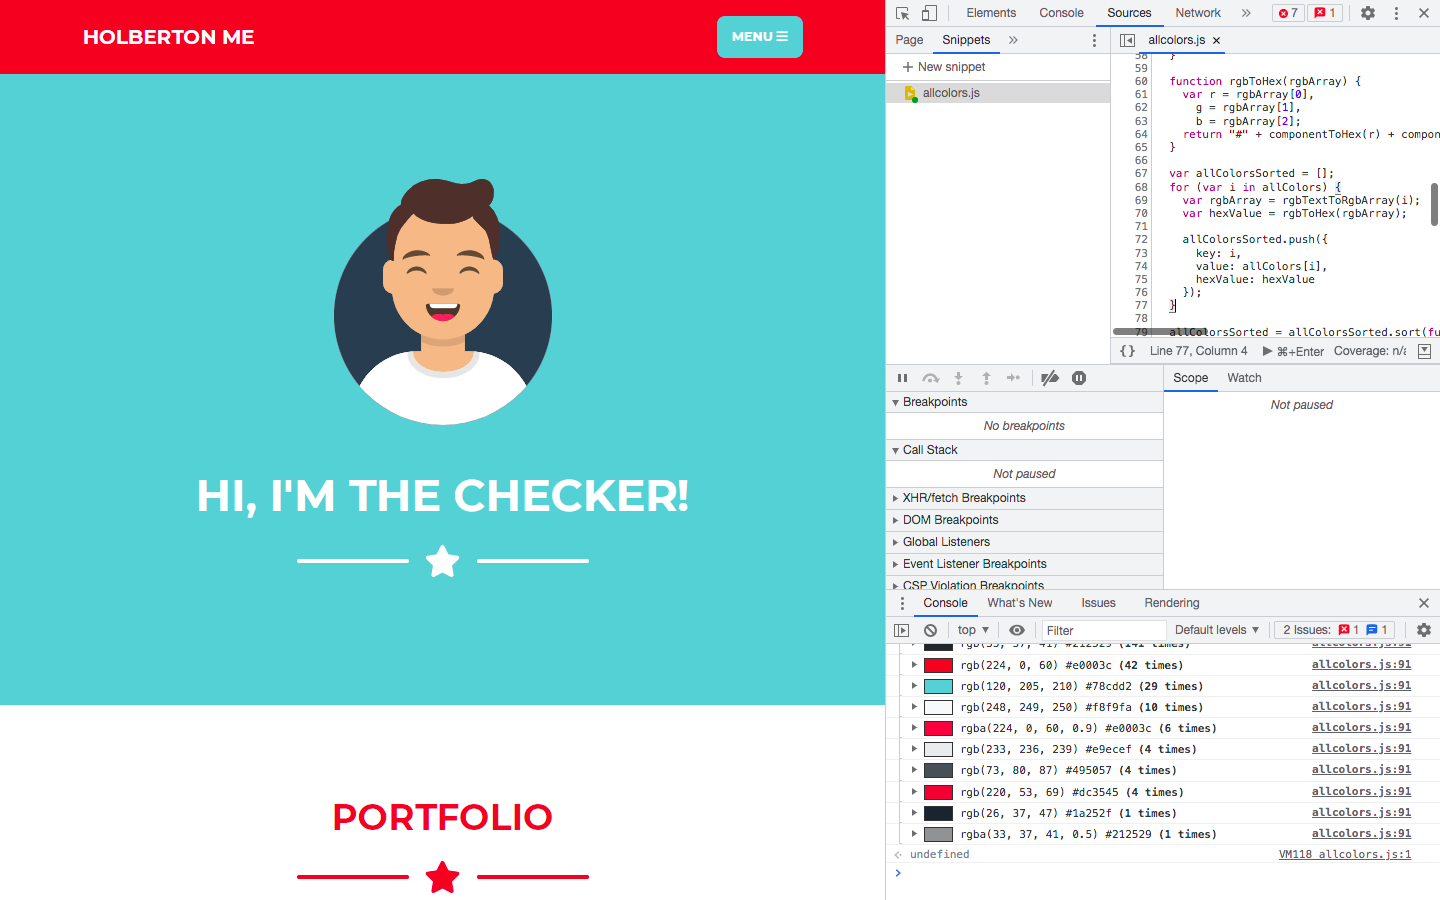 HOLBERTON ME
MENU
HI, I'M THE CHECKER!
PORTFOLIO
Elements
Console
Sources
Network
»
7
1
Page
Snippets
»
allcolors.js
New snippet
allcolors.js
58 }
59
60 function rgbToHex(rgbArray) {
61 var r = rgbArray[0],
62 g = rgbArray[1],
63 b = rgbArray[2];
64 return "#" + componentToHex(r) + compon
65 }
66
67 var allColorsSorted = [];
68 for (var i in allColors) {
69 var rgbArray = rgbTextToRgbArray(i);
70 var hexValue = rgbToHex(rgbArray);
71
72 allColorsSorted.push({
73 key: i,
74 value: allColors[i],
75 hexValue: hexValue
76 });
77 }
78
79 allColorsSorted = allColorsSorted.sort(fu
{} Line 77, Column 4 ⌘+Enter Coverage: n/a
Scope
Watch
Breakpoints
No breakpoints
Not paused
Call Stack
Not paused
XHR/fetch Breakpoints
DOM Breakpoints
Global Listeners
Event Listener Breakpoints
CSP Violation Breakpoints
Console
What's New
Issues
Rendering
top
Filter
Default levels
2 Issues: 1 1
rgb(33, 37, 41) #212529 (141 times) allcolors.js:91
rgb(224, 0, 60) #e0003c (42 times) allcolors.js:91
rgb(120, 205, 210) #78cdd2 (29 times) allcolors.js:91
rgb(248, 249, 250) #f8f9fa (10 times) allcolors.js:91
rgba(224, 0, 60, 0.9) #e0003c (6 times) allcolors.js:91
rgb(233, 236, 239) #e9ecef (4 times) allcolors.js:91
rgb(73, 80, 87) #495057 (4 times) allcolors.js:91
rgb(220, 53, 69) #dc3545 (4 times) allcolors.js:91
rgb(26, 37, 47) #1a252f (1 times) allcolors.js:91
rgba(33, 37, 41, 0.5) #212529 (1 times) allcolors.js:91
undefined VM118 allcolors.js:1